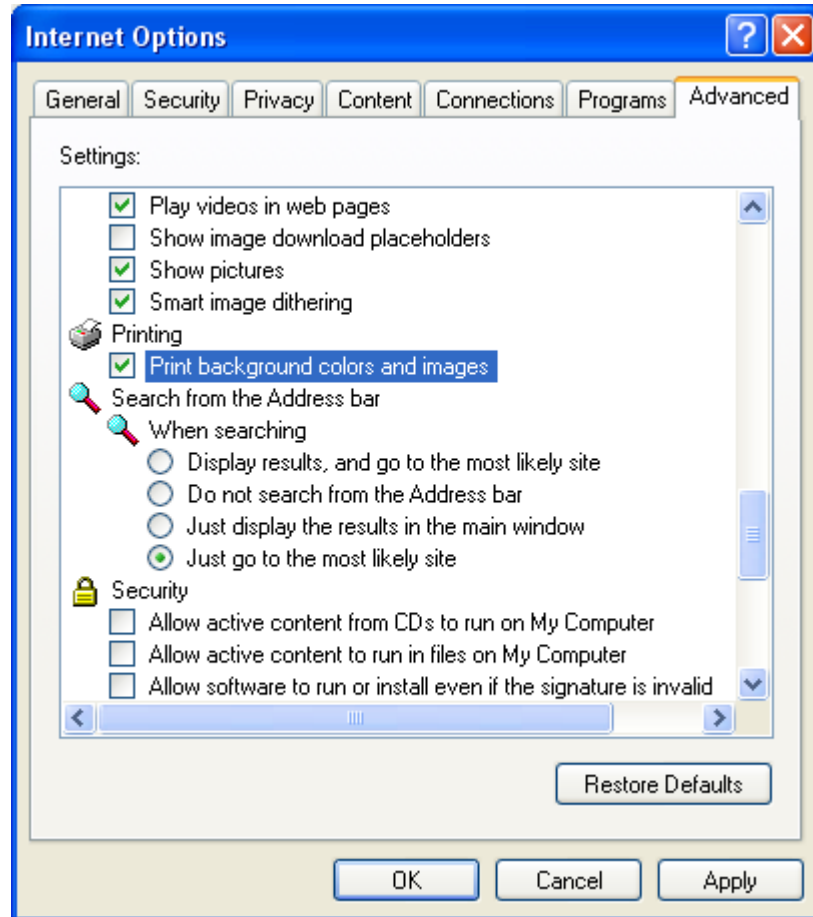 Internet Options
General Security Privacy Content Connections Programs Advanced
Settings:
Play videos in web pages
Show image download placeholders
Show pictures
Smart image dithering
Printing
Print background colors and images
Search from the Address bar
When searching
Display results, and go to the most likely site
Do not search from the Address bar
Just display the results in the main window
Just go to the most likely site
Security
Allow active content from CDs to run on My Computer
Allow active content to run in files on My Computer
Allow software to run or install even if the signature is invalid
Restore Defaults
OK Cancel Apply